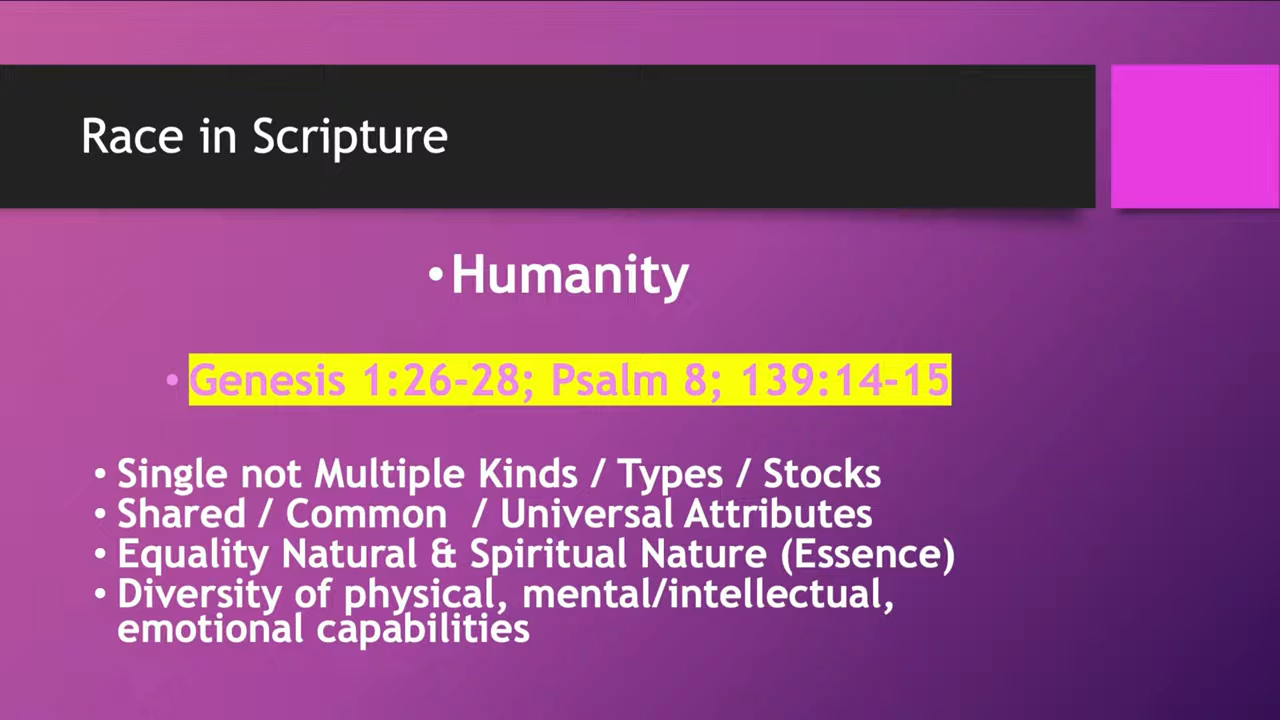 Race in Scripture
•Humanity
• Genesis 1:26-28; Psalm 8; 139:14-15
• Single not Multiple Kinds / Types / Stocks
• Shared / Common  / Universal Attributes
• Equality Natural & Spiritual Nature (Essence)
• Diversity of physical, mental/intellectual,
emotional capabilities